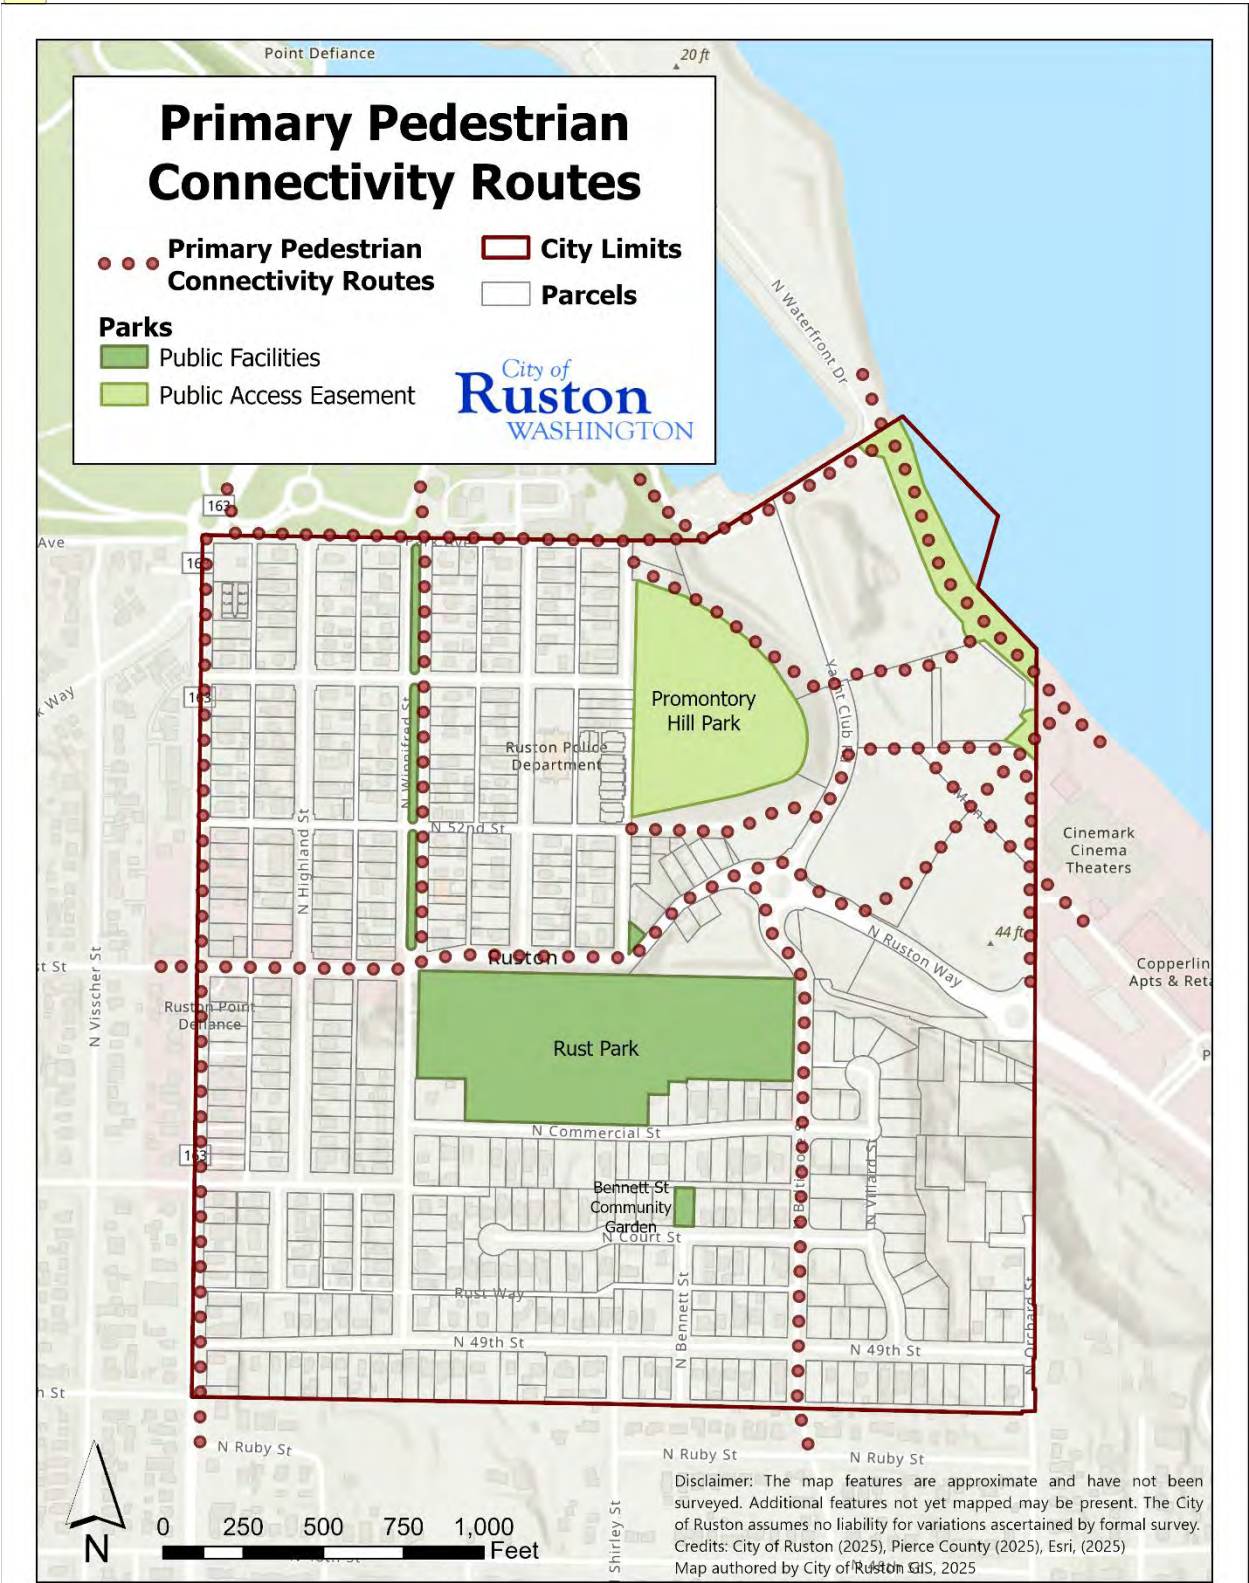 Point Defiance
20 ft
Primary Pedestrian
Connectivity Routes
Primary Pedestrian
Connectivity Routes
City Limits
Parcels
Parks
Public Facilities
Public Access Easement
City of
Ruston
WASHINGTON
N Waterfront Dr
163
Ave
Park Ave
163
Promontory
Hill Park
Yacht Club
k Way
163
N Winnifred St
Ruston Police
Department
N 52nd St
N Highland St
Main
Cinemark
Cinema
Theaters
44 ft
N Ruston Way
Ruston
st St
N Visscher St
Copperlin
Apts & Reta
Ruston Point
Defiance
Rust Park
P
N Commercial St
163
N Villard St
Bennett St
Community
Garden
N Court St
Rust Way
N Bennett St
N Orchard St
N 49th St
N 49th St
h St
N Ruby St
N Ruby St
N Ruby St
N Shirley St
Disclaimer: The map features are approximate and have not been
surveyed. Additional features not yet mapped may be present. The City
of Ruston assumes no liability for variations ascertained by formal survey.
Credits: City of Ruston (2025), Pierce County (2025), Esri, (2025)
Map authored by City of Ruston GIS, 2025
N
0 250 500 750 1,000
Feet